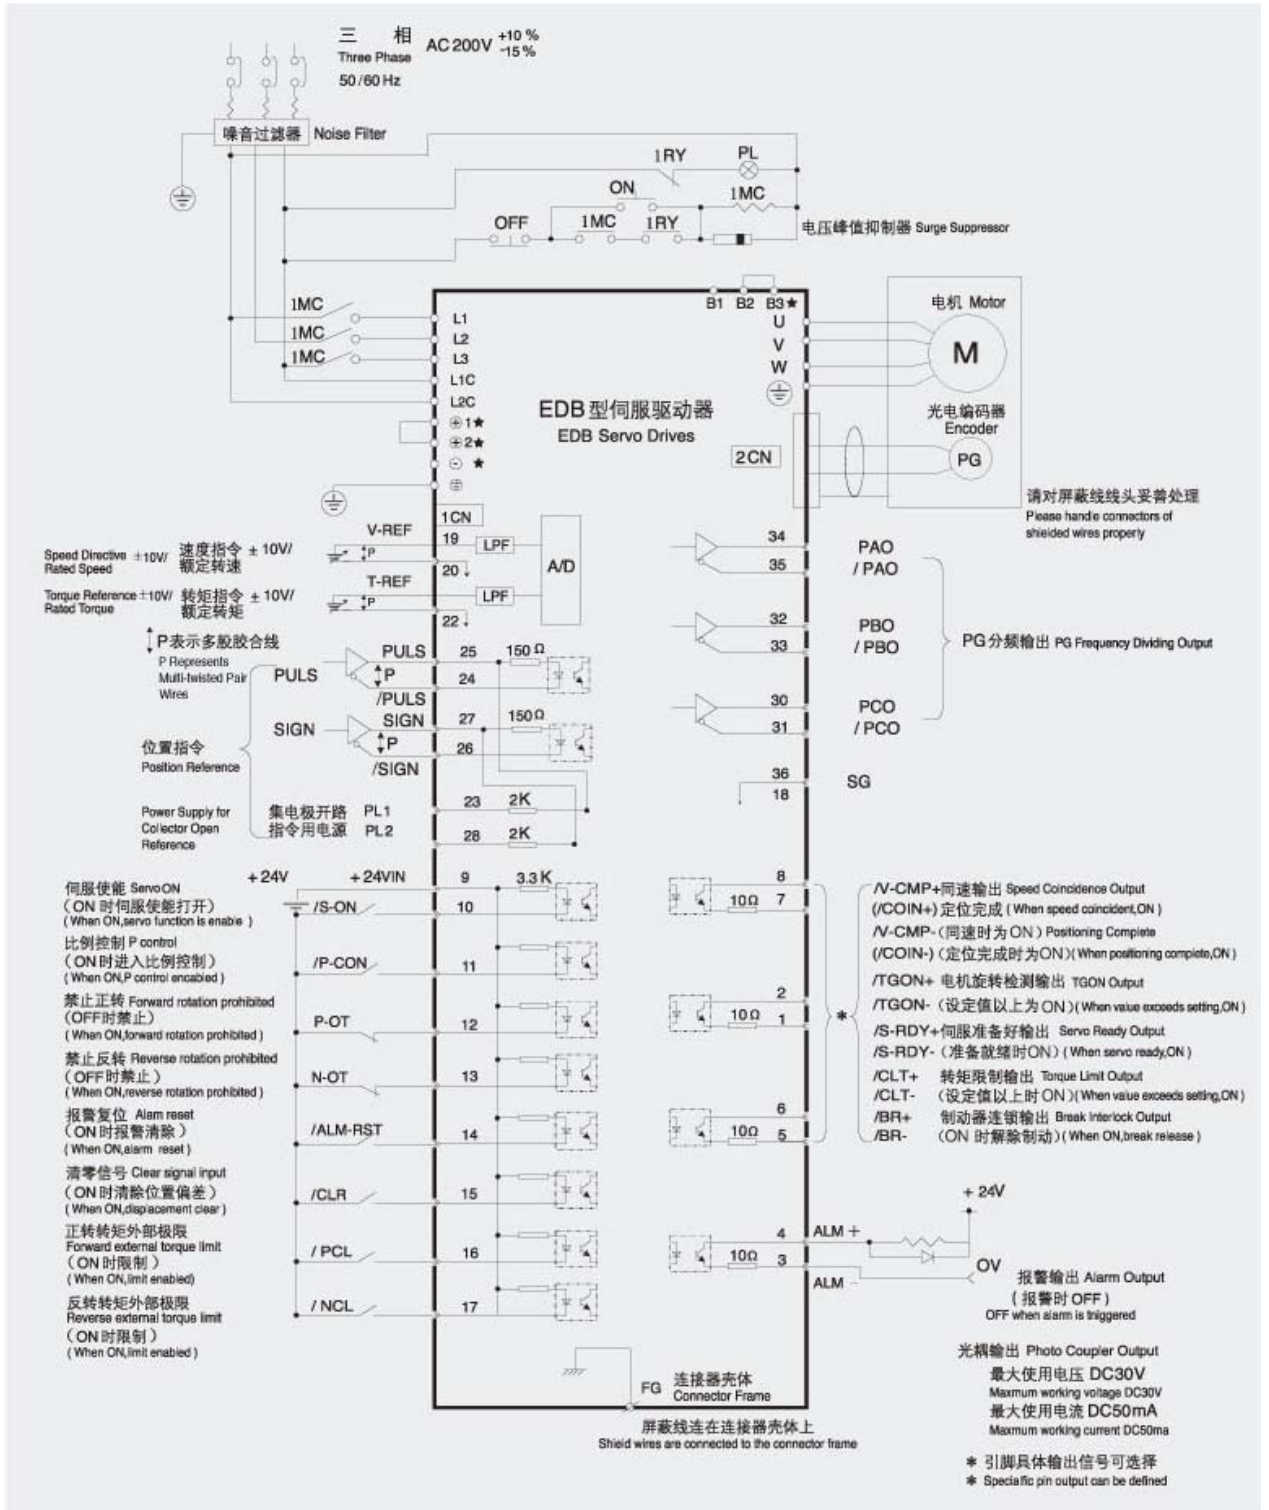 三 相 AC 200V +10 % -15 %
Three Phase
50/60 Hz
噪音过滤器 Noise Filter
1RY
PL
ON
1MC
OFF
1MC
1RY
电压峰值抑制器 Surge Suppressor
1MC
1MC
1MC
L1
L2
L3
L1C
L2C
⊕1★
⊕2★
⊖ ★
B1 B2 B3★
U
V
W
电机 Motor
M
光电编码器
Encoder
PG
EDB 型伺服驱动器
EDB Servo Drives
2CN
请对屏蔽线线头妥善处理
Please handle connectors of
shielded wires properly
1CN
V-REF
19
LPF
Speed Directive ±10V/
Rated Speed
速度指令 ± 10V/
额定转速
P
20
A/D
T-REF
LPF
Torque Reference ±10V/
Rated Torque
转矩指令 ± 10V/
额定转矩
P
22
P表示多股胶合线
P Represents
Multi-twisted Pair
Wires
PULS
PULS
25
150 Ω
P
24
/PULS
SIGN
SIGN
27
150Ω
P
26
/SIGN
位置指令
Position Reference
Power Supply for
Collector Open
Reference
集电极开路 PL1
指令用电源 PL2
23 2K
28 2K
34 PAO
35 / PAO
32 PBO
33 / PBO
30 PCO
31 / PCO
PG分频输出 PG Frequency Dividing Output
36
18
SG
伺服使能 Servo ON
(ON 时伺服使能打开)
( When ON,servo function is enable )
+ 24V
+ 24VIN
9
3.3 K
/S-ON
10
比例控制 P control
(ON时进入比例控制)
( When ON,P control encabled )
/P-CON
11
禁止正转 Forward rotation prohibited
(OFF时禁止)
( When ON,forward rotation prohibited )
P-OT
12
禁止反转 Reverse rotation prohibited
(OFF时禁止)
( When ON,reverse rotation prohibited )
N-OT
13
报警复位 Alam reset
(ON时报警清除)
( When ON,alarm reset )
/ALM-RST
14
清零信号 Clear signal input
(ON时清除位置偏差)
( When ON,displacement clear )
/CLR
15
正转转矩外部极限
Forward external torque limit
(ON时限制)
( When ON,limit enabled)
/ PCL
16
反转转矩外部极限
Reverse external torque limit
(ON时限制)
( When ON,limit enabled )
/ NCL
17
8
10Ω 7
2
10Ω 1
6
10Ω 5
*
/V-CMP+同速输出 Speed Coincidence Output
(/COIN+) 定位完成 ( When speed coincident,ON )
/V-CMP-(同速时为ON) Positioning Complete
(/COIN-) (定位完成时为ON)( When positioning complete,ON)
/TGON+ 电机旋转检测输出 TGON Output
/TGON- (设定值以上为ON)( When value exceeds setting,ON )
/S-RDY+伺服准备好输出 Servo Ready Output
/S-RDY- (准备就绪时ON)( When servo ready,ON )
/CLT+ 转矩限制输出 Torque Limit Output
/CLT- (设定值以上时ON)(When value exceeds setting,ON )
/BR+ 制动器连锁输出 Break Interlock Output
/BR- (ON 时解除制动)( When ON,break release )
+ 24V
4 ALM +
10Ω 3
ALM -
OV
报警输出 Alarm Output
( 报警时 OFF )
OFF when alarm is triggered
光耦输出 Photo Coupler Output
最大使用电压 DC30V
Maxmum working voltage DC30V
最大使用电流 DC50mA
Maxmum working current DC50ma
FG
连接器壳体
Connector Frame
屏蔽线连在连接器壳体上
Shield wires are connected to the connector frame
* 引脚具体输出信号可选择
* Specialfic pin output can be defined